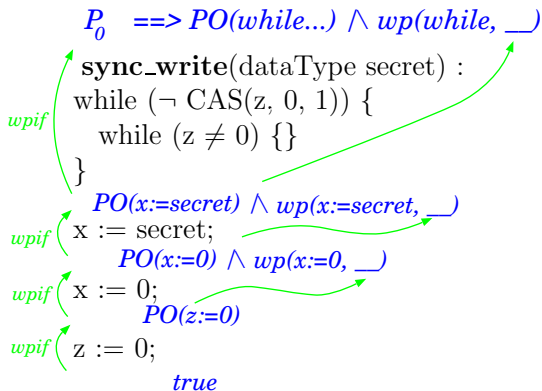 P₀ ==> PO(while...) ∧ wp(while, __)
sync_write(dataType secret) :
while (¬ CAS(z, 0, 1)) {
wpif
while (z ≠ 0) {}
}
PO(x:=secret) ∧ wp(x:=secret, __)
wpif x := secret;
PO(x:=0) ∧ wp(x:=0, __)
wpif x := 0;
PO(z:=0)
wpif z := 0;
true